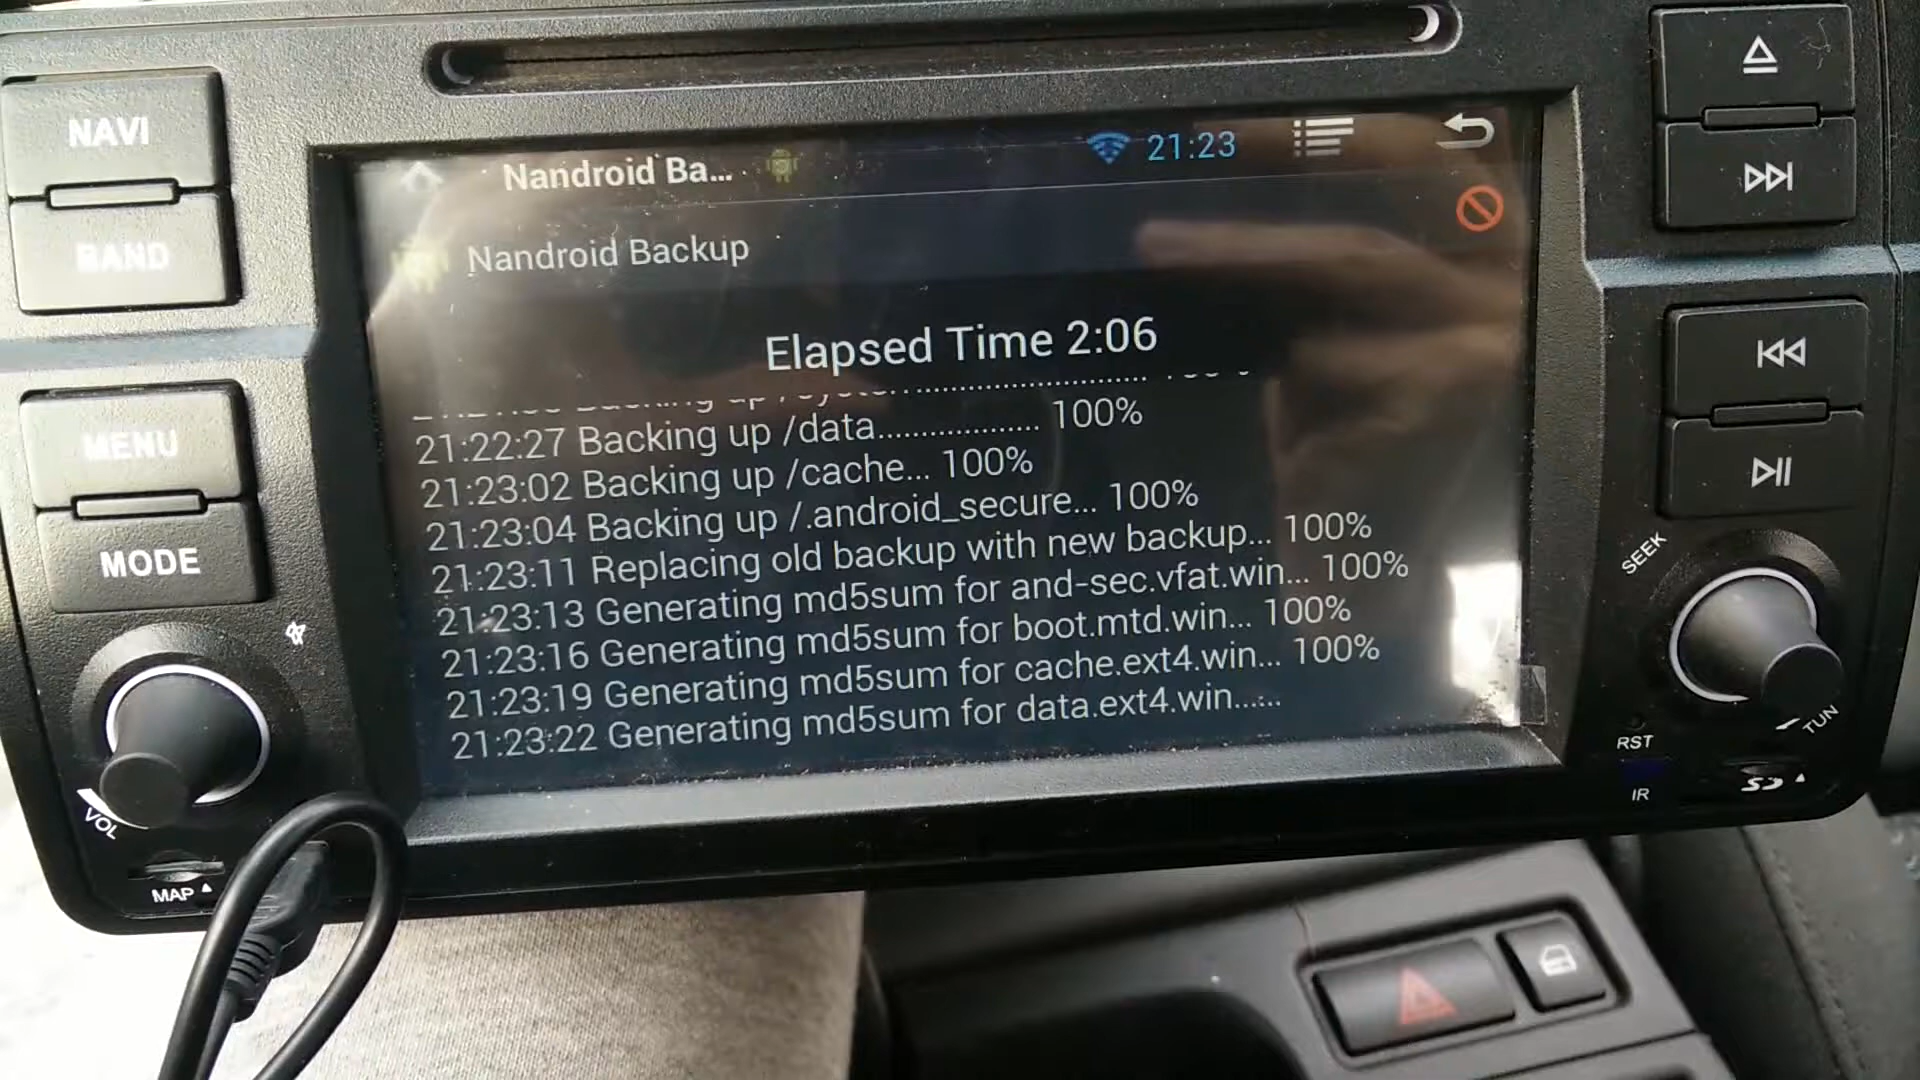 NAVI
BAND
MENU
MODE
VOL
MAP
Nandroid Ba...
21:23
Nandroid Backup
Elapsed Time 2:06
Backing up
21:22:27 Backing up /data................... 100%
21:23:02 Backing up /cache... 100%
21:23:04 Backing up /.android_secure... 100%
21:23:11 Replacing old backup with new backup... 100%
21:23:13 Generating md5sum for and-sec.vfat.win... 100%
21:23:16 Generating md5sum for boot.mtd.win... 100%
21:23:19 Generating md5sum for cache.ext4.win... 100%
21:23:22 Generating md5sum for data.ext4.win......
SEEK
TUN
RST
IR